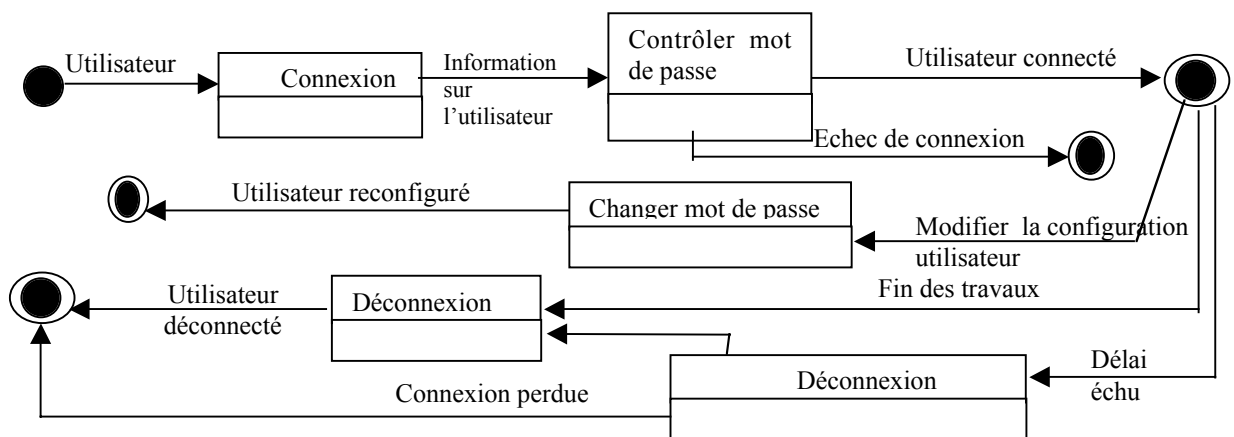 Utilisateur
Connexion
Information
sur
l'utilisateur
Contrôler mot
de passe
Utilisateur connecté
Echec de connexion
Utilisateur reconfiguré
Changer mot de passe
Modifier la configuration
utilisateur
Fin des travaux
Utilisateur
déconnecté
Déconnexion
Délai
échu
Déconnexion
Connexion perdue